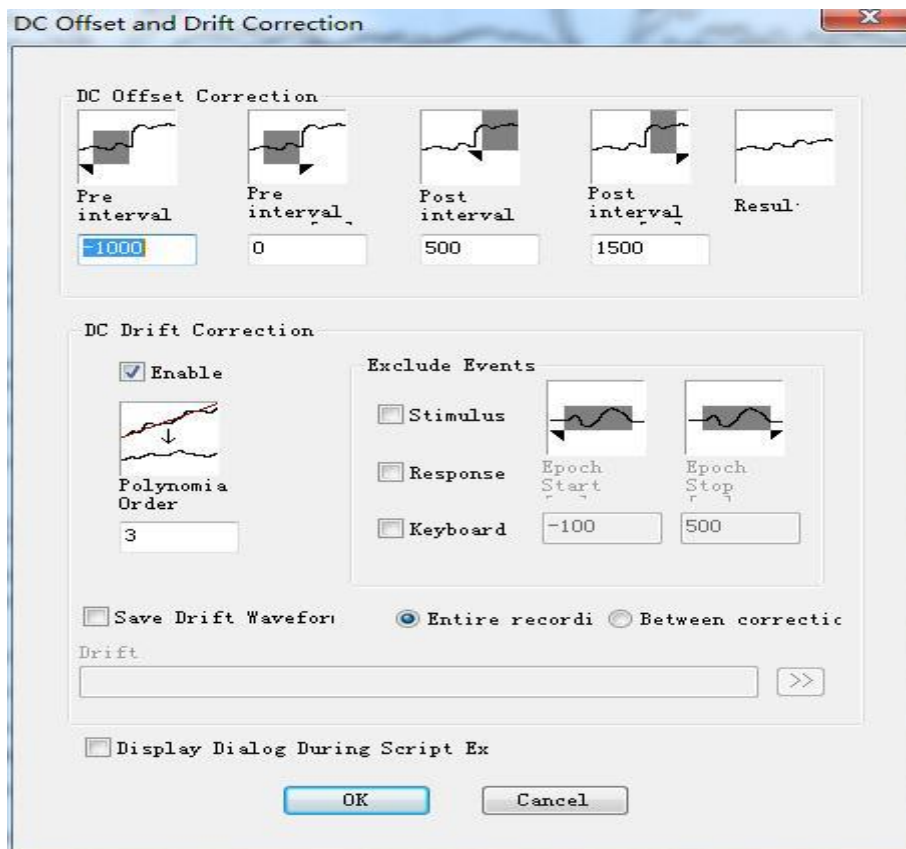 DC Offset and Drift Correction
DC Offset Correction
Pre
interval
Pre
interval
Post
interval
Post
interval
Resul
-1000
0
500
1500
DC Drift Correction
Enable
Polynomia
Order
3
Exclude Events
Stimulus
Response
Keyboard
Epoch
Start
Epoch
Stop
-100
500
Save Drift Wavefor
Entire recordi
Between correctic
Drift
>>
Display Dialog During Script Ex
OK
Cancel